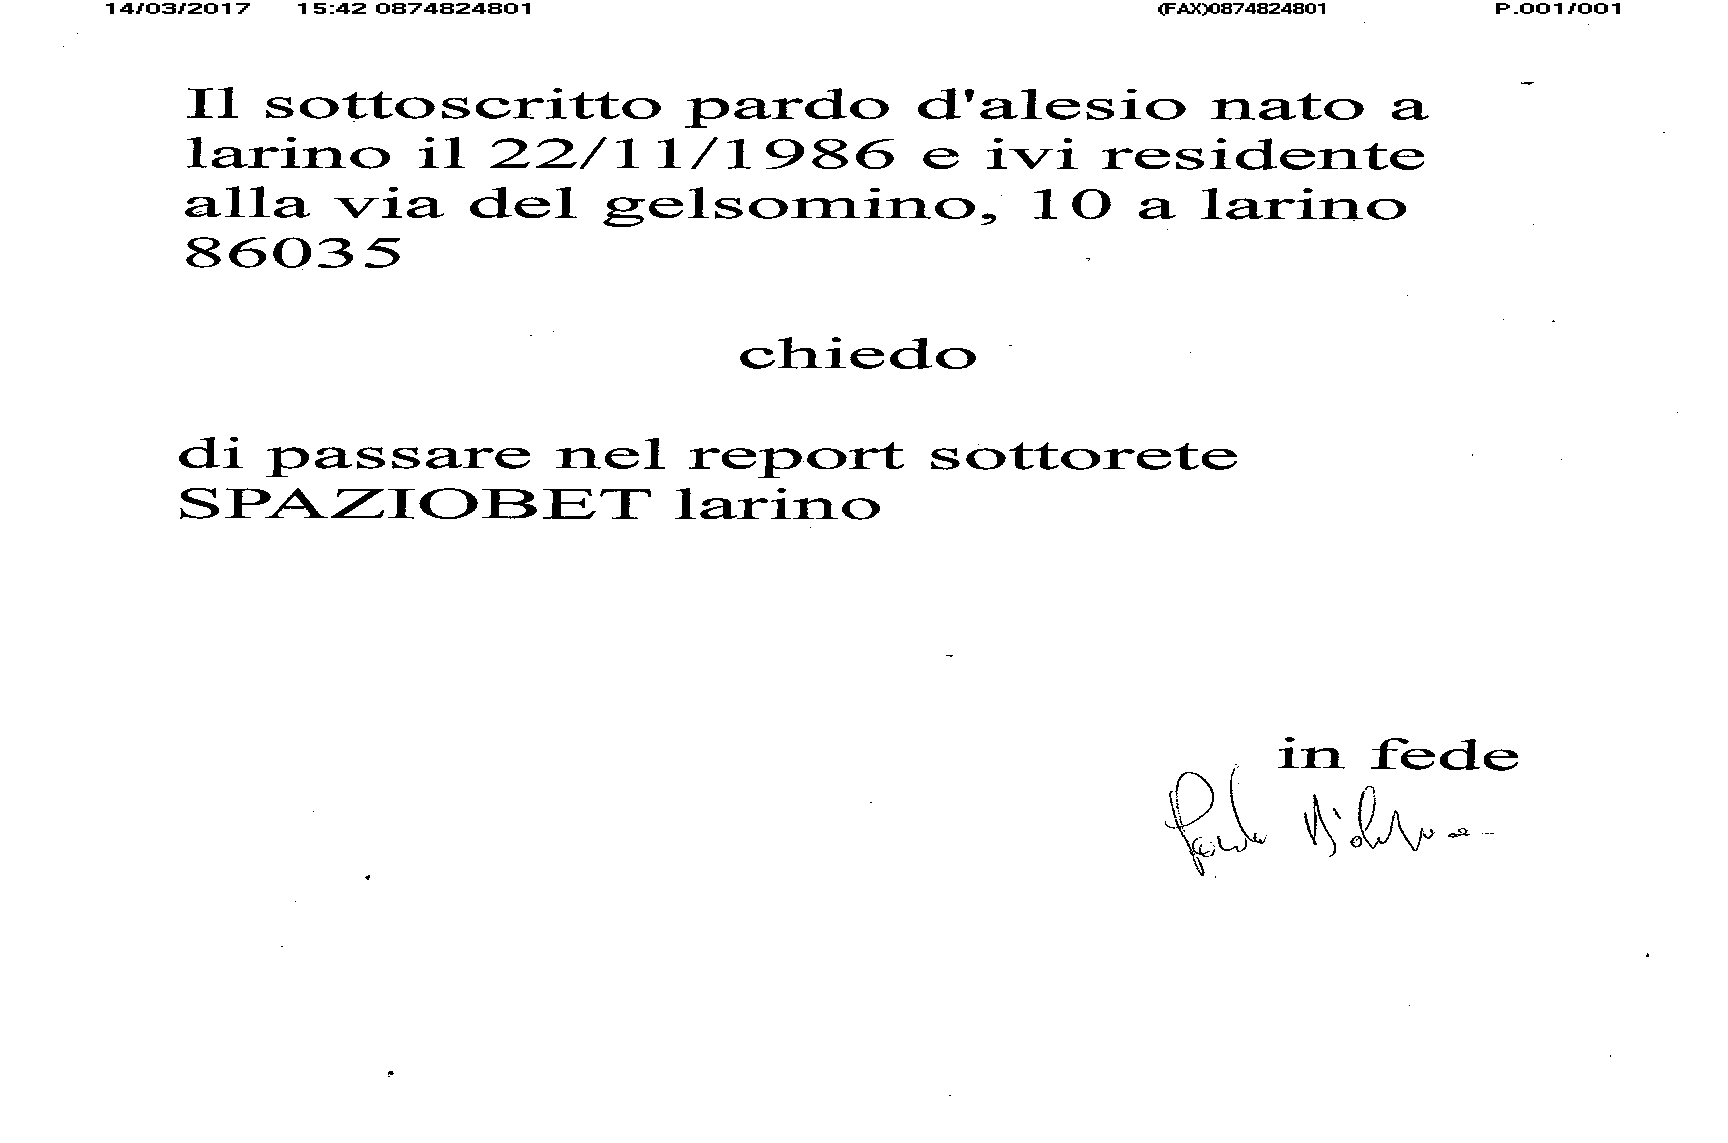 14/03/2017 15:42 0874824801 (FAX)0874824801 P.001/001
Il sottoscritto pardo d'alesio nato a
larino il 22/11/1986 e ivi residente
alla via del gelsomino, 10 a larino
86035
chiedo
di passare nel report sottorete
SPAZIOBET larino
in fede